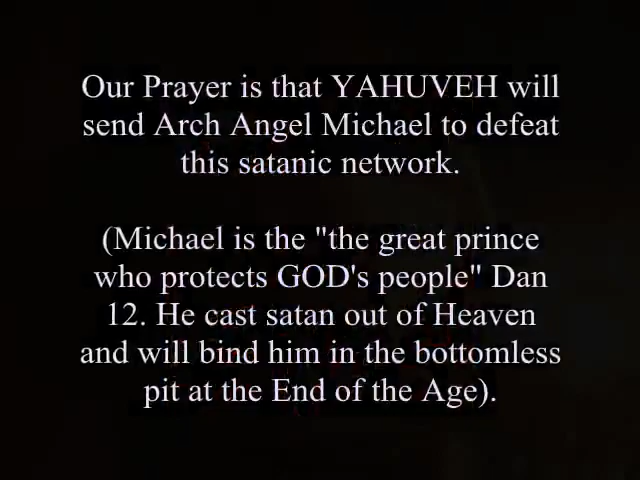 Our Prayer is that YAHUVEH will
send Arch Angel Michael to defeat
this satanic network.
(Michael is the "the great prince
who protects GOD's people" Dan
12. He cast satan out of Heaven
and will bind him in the bottomless
pit at the End of the Age).